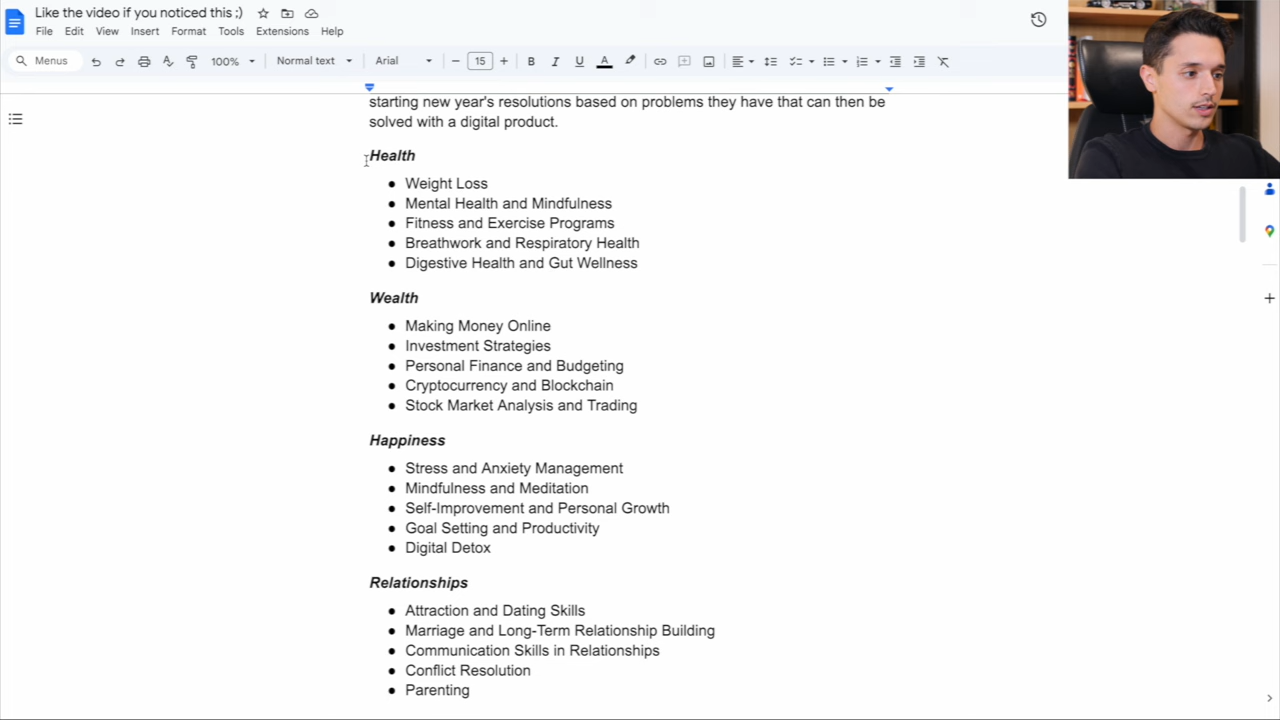 Like the video if you noticed this ;)
File Edit View Insert Format Tools Extensions Help
Menus 100% Normal text Arial 15 B I U A
starting new year's resolutions based on problems they have that can then be
solved with a digital product.
Health
● Weight Loss
● Mental Health and Mindfulness
● Fitness and Exercise Programs
● Breathwork and Respiratory Health
● Digestive Health and Gut Wellness
Wealth
● Making Money Online
● Investment Strategies
● Personal Finance and Budgeting
● Cryptocurrency and Blockchain
● Stock Market Analysis and Trading
Happiness
● Stress and Anxiety Management
● Mindfulness and Meditation
● Self-Improvement and Personal Growth
● Goal Setting and Productivity
● Digital Detox
Relationships
● Attraction and Dating Skills
● Marriage and Long-Term Relationship Building
● Communication Skills in Relationships
● Conflict Resolution
● Parenting